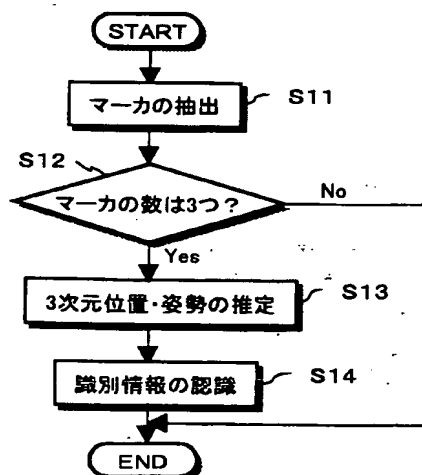 START
マーカの抽出
S11
S12
マーカの数は3つ？
No
Yes
3次元位置・姿勢の推定
S13
識別情報の認識
S14
END